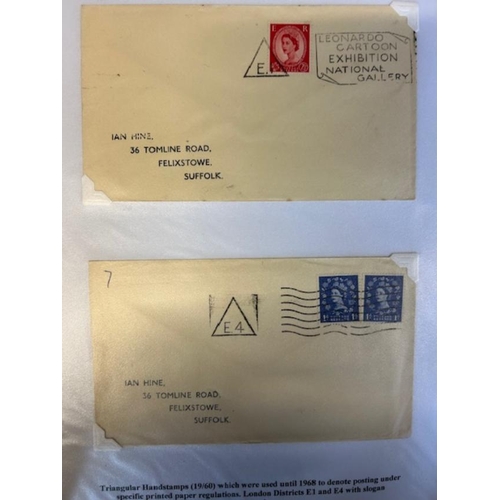 E.
LEONARDO
CARTOON
EXHIBITION
NATIONAL
GALLERY
IAN HINE,
36 TOMLINE ROAD,
FELIXSTOWE,
SUFFOLK.
7
E4
IAN HINE,
36 TOMLINE ROAD,
FELIXSTOWE,
SUFFOLK.
Triangular Handstamps (19/60) which were used until 1968 to denote posting under
specific printed paper regulations. London Districts E3 and E4 with slogan